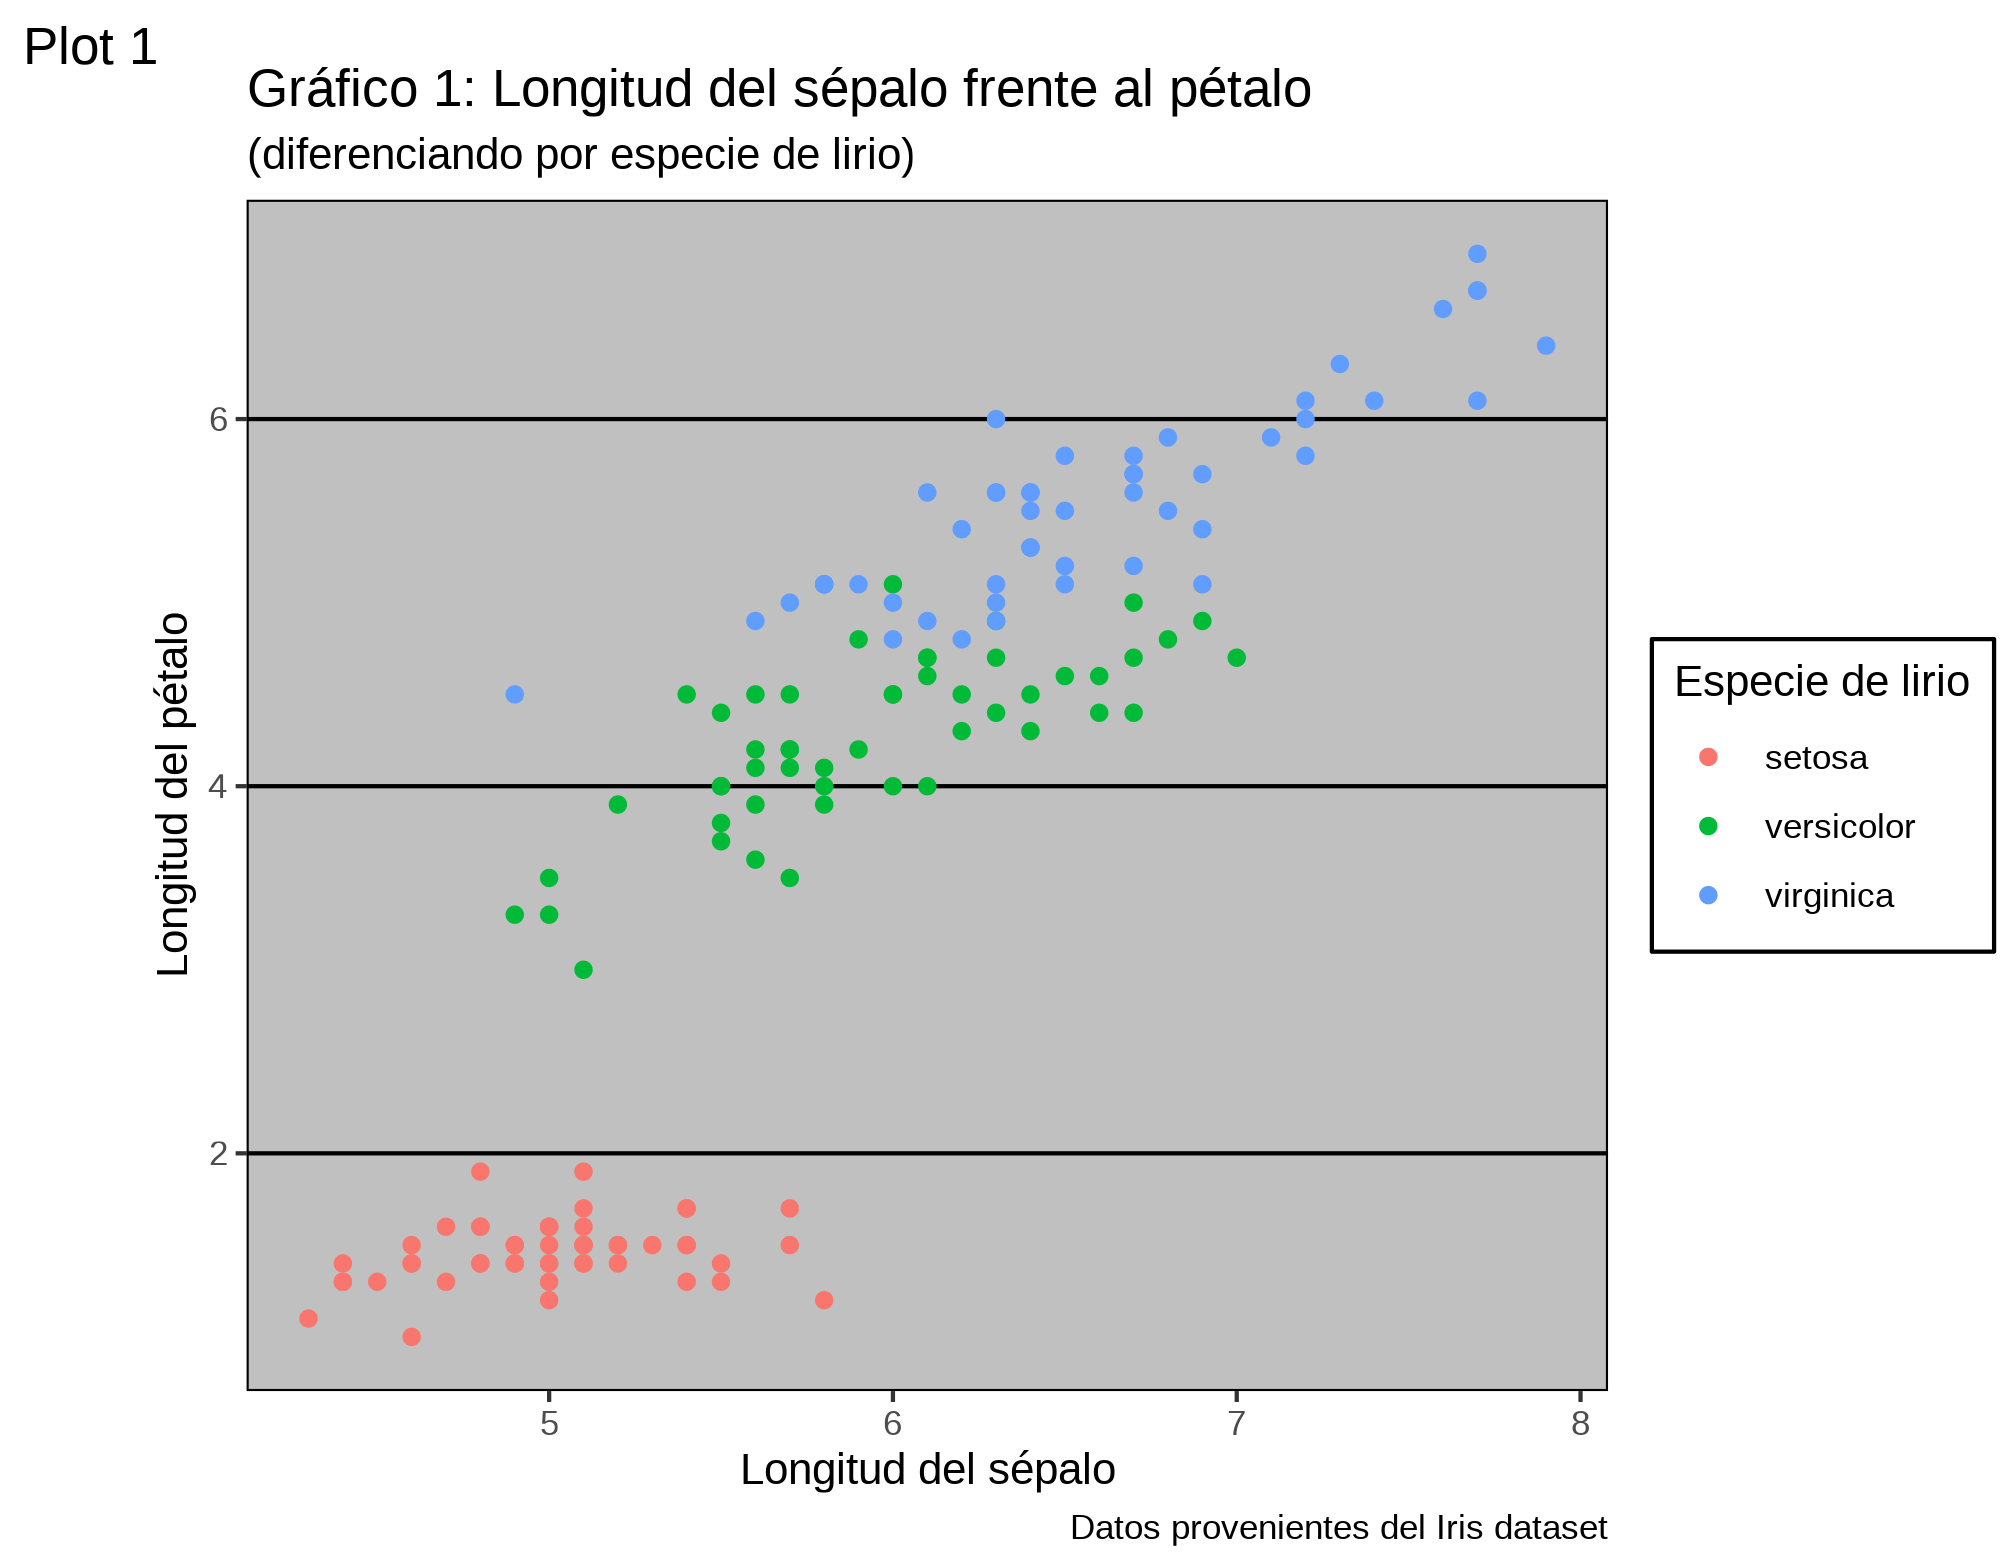 Plot 1
Gráfico 1: Longitud del sépalo frente al pétalo
(diferenciando por especie de lirio)
6
4
2
Longitud del pétalo
5 6 7 8
Longitud del sépalo
Datos provenientes del Iris dataset
Especie de lirio
setosa
versicolor
virginica